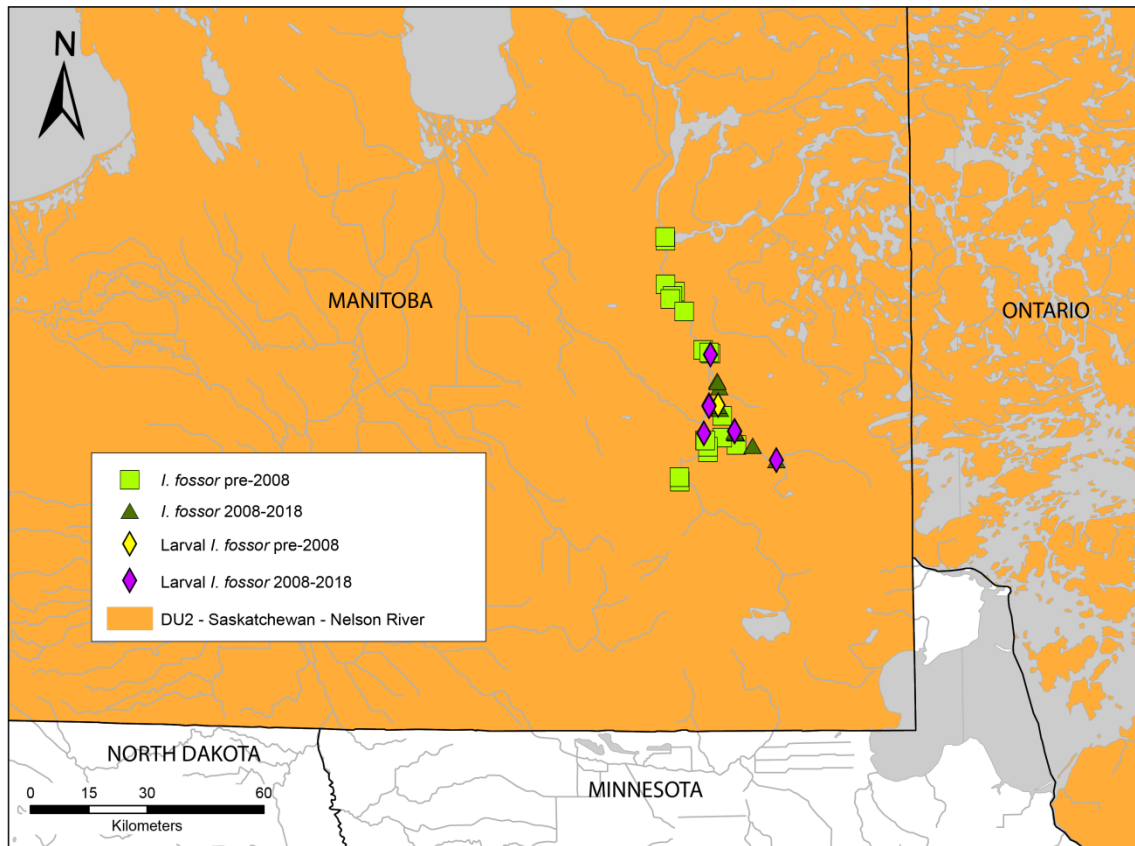 N
MANITOBA
ONTARIO
I. fossor pre-2008
I. fossor 2008-2018
Larval I. fossor pre-2008
Larval I. fossor 2008-2018
DU2 - Saskatchewan - Nelson River
NORTH DAKOTA
MINNESOTA
0 15 30 60
Kilometers